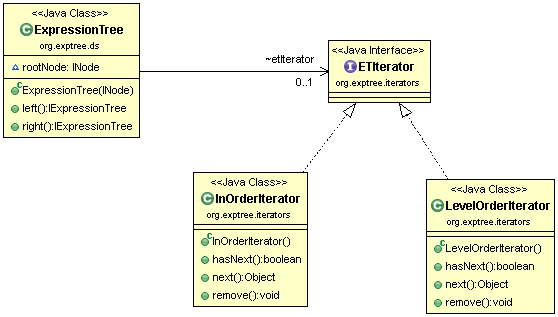 <<Java Class>>
ExpressionTree
org.exptree.ds
rootNode: INode
ExpressionTree(INode)
left():IExpressionTree
right():IExpressionTree
~etIterator
0..1
<<Java Interface>>
ETIterator
org.exptree.iterators
<<Java Class>>
InOrderIterator
org.exptree.iterators
InOrderIterator()
hasNext():boolean
next():Object
remove():void
<<Java Class>>
LevelOrderIterator
org.exptree.iterators
LevelOrderIterator()
hasNext():boolean
next():Object
remove():void